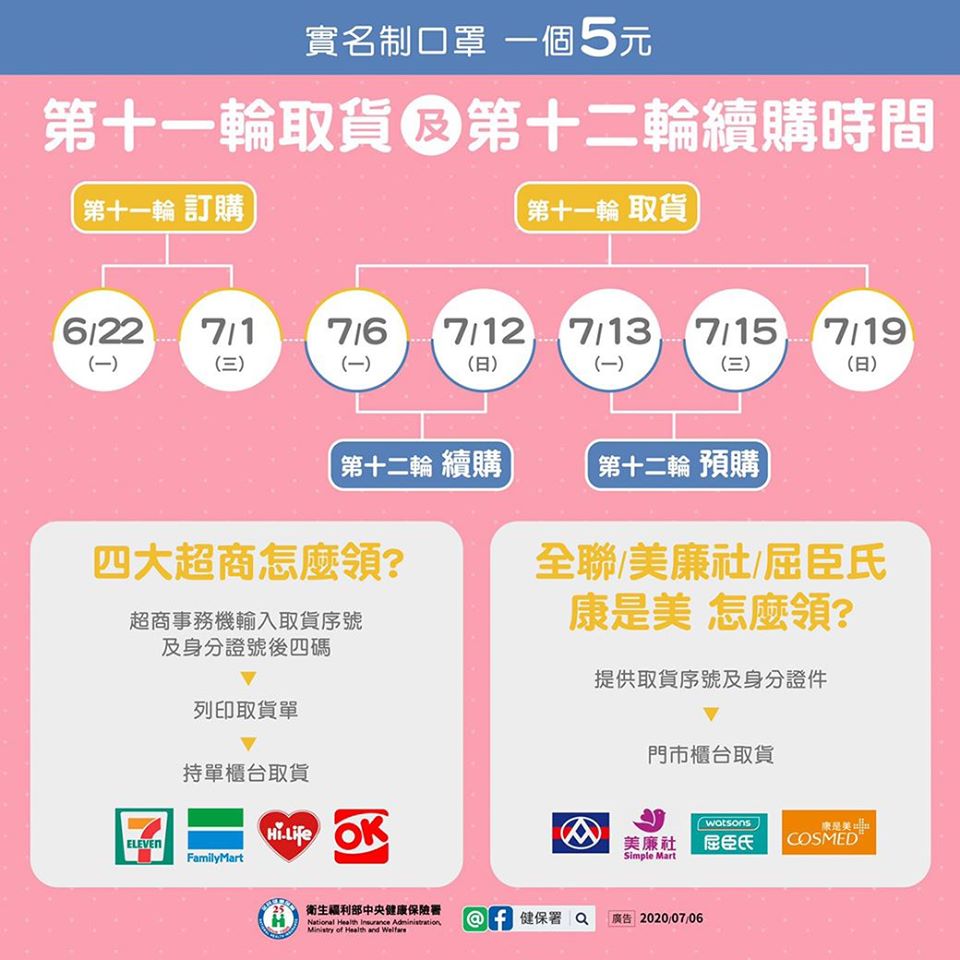 實名制口罩 一個5元
第十一輪取貨及第十二輪續購時間
第十一輪 訂購
第十一輪 取貨
6/22
(一)
7/1
(三)
7/6
(一)
7/12
(日)
7/13
(一)
7/15
(三)
7/19
(日)
第十二輪 續購
第十二輪 預購
四大超商怎麼領?
超商事務機輸入取貨序號
及身分證號後四碼
列印取貨單
持單櫃台取貨
7
ELEVEN
FamilyMart
Hi-Life
OK
全聯/美廉社/屈臣氏
康是美 怎麼領?
提供取貨序號及身分證件
門市櫃台取貨
美廉社
Simple Mart
watsons
屈臣氏
康是美
COSMED
25
衛生福利部中央健康保險署
National Health Insurance Administration,
Ministry of Health and Welfare
@ f 健保署
廣告 2020/07/06